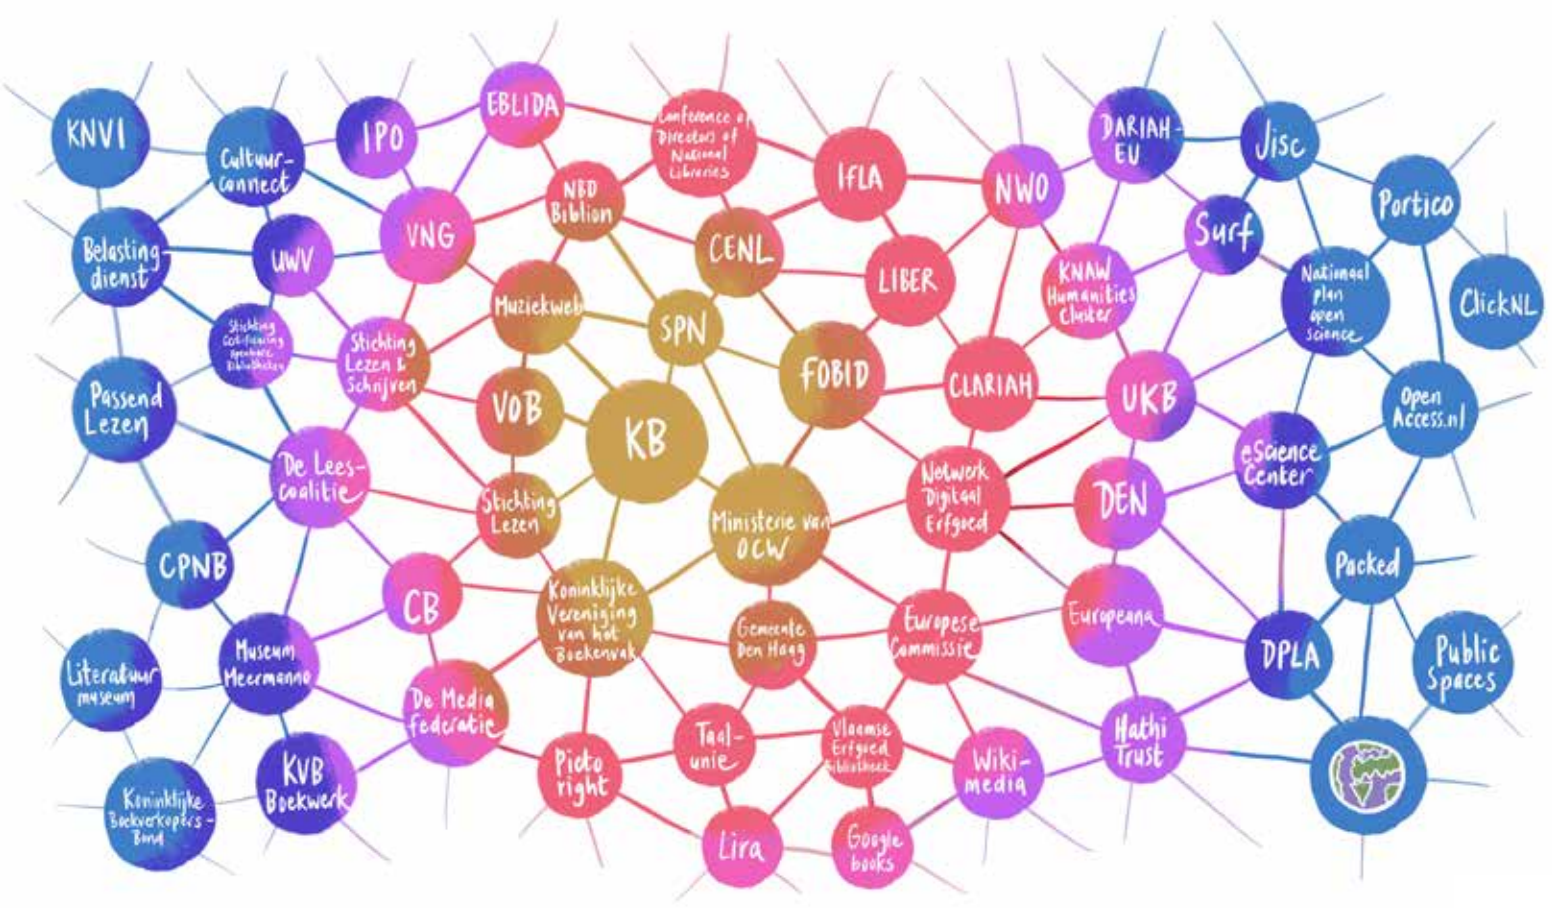 KNVI
Cultuur-
connect
IPO
EBLIDA
Conference of
Directors of
National
Libraries
IFLA
NWO
DARIAH-
EU
Jisc
Portico
ClickNL
Belasting-
dienst
UWV
VNG
NBD
Biblion
CENL
LIBER
KNAW
Humanities
Cluster
Surf
Nationaal
plan
open
science
Stichting
Certificering
openbare
Bibliotheken
Stichting
Lezen &
Schrijven
Muziekweb
SPN
FOBID
CLARIAH
UKB
Open
Access.nl
Passend
Lezen
De Lees-
coalitie
VOB
KB
Netwerk
Digitaal
Erfgoed
DEN
eScience
Center
Stichting
Lezen
Ministerie van
OCW
Packed
CPNB
CB
Koninklijke
Vereniging
van het
Boekenvak
Gemeente
Den Haag
Europese
Commissie
Europeana
DPLA
Public
Spaces
Literatuur
museum
Museum
Meermanno
De Media
federatie
Picto
right
Taal-
unie
Vlaamse
Erfgoed
Bibliotheek
Wiki-
media
Hathi
Trust
Koninklijke
Boekverkopers-
Bond
KVB
Boekwerk
Lira
Google
books